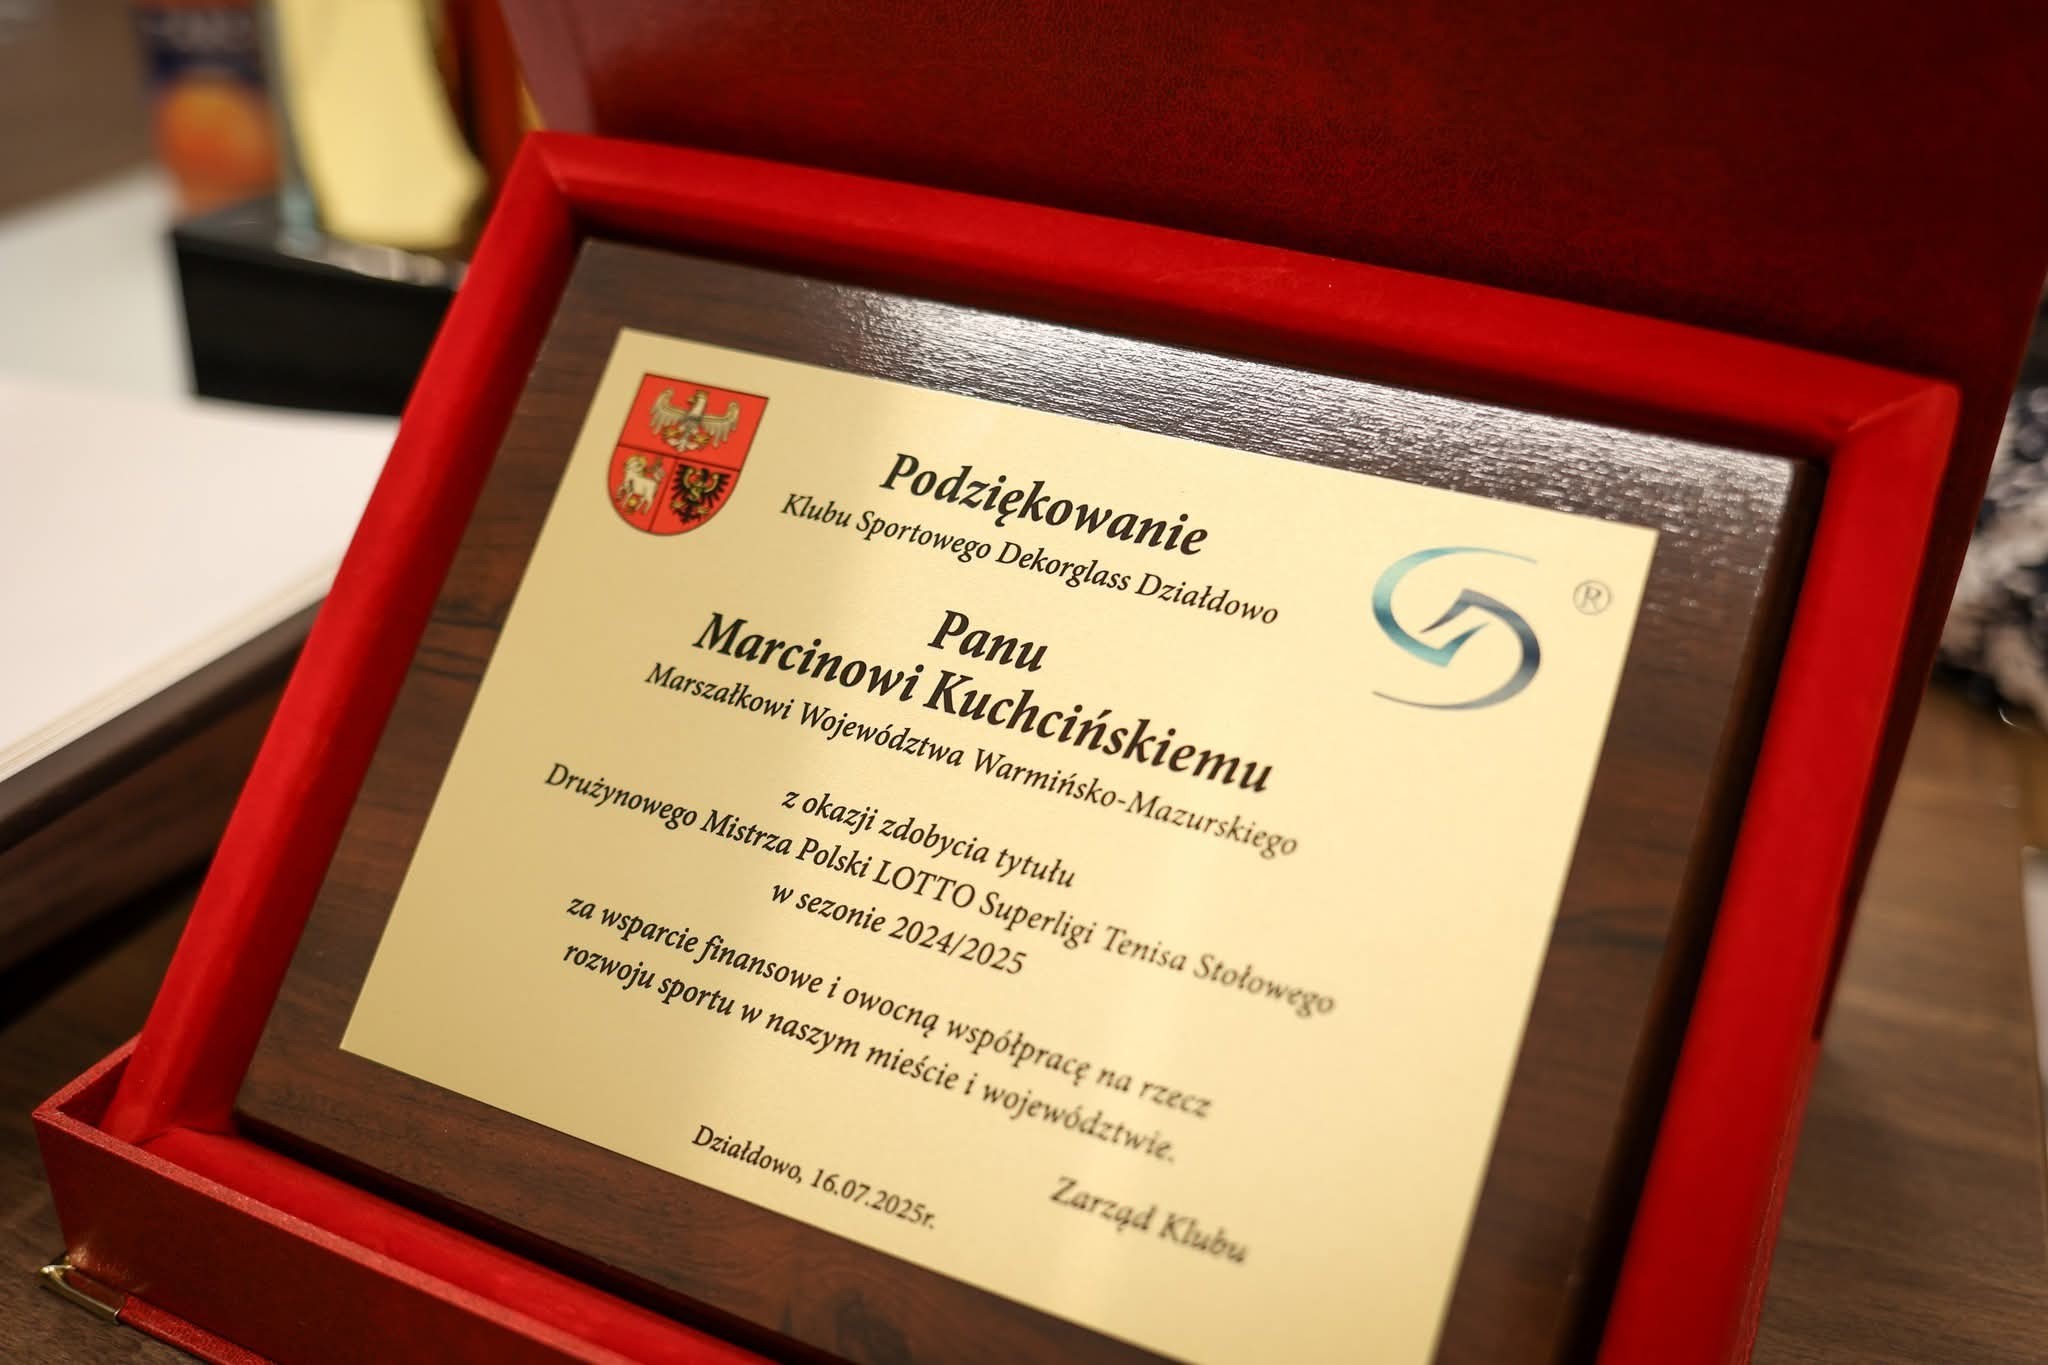 Podziękowanie
Klubu Sportowego Dekorglass Działdowo
®
Panu
Marcinowi Kuchcińskiemu
Marszałkowi Województwa Warmińsko-Mazurskiego
z okazji zdobycia tytułu
Drużynowego Mistrza Polski LOTTO Superligi Tenisa Stołowego
w sezonie 2024/2025
za wsparcie finansowe i owocną współpracę na rzecz
rozwoju sportu w naszym mieście i województwie.
Działdowo, 16.07.2025r.
Zarząd Klubu